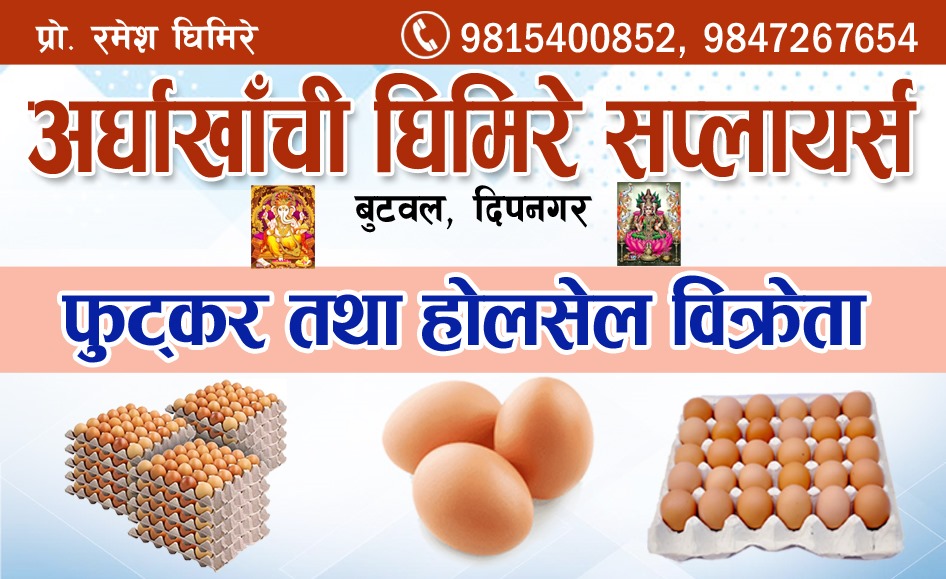 प्रो. रमेश घिमिरे
9815400852, 9847267654
अर्घाखाँची घिमिरे सप्लायर्स
बुटवल, दिपनगर
फुट्कर तथा होलसेल विक्रेता